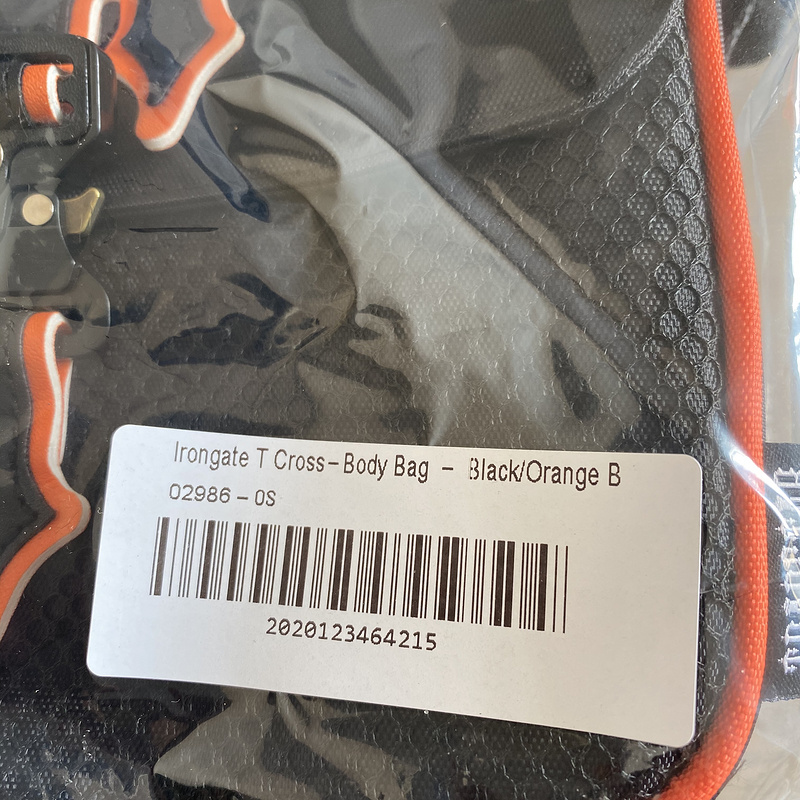 Irongate T Cross-Body Bag - Black/Orange B
02986-OS
2020123464215